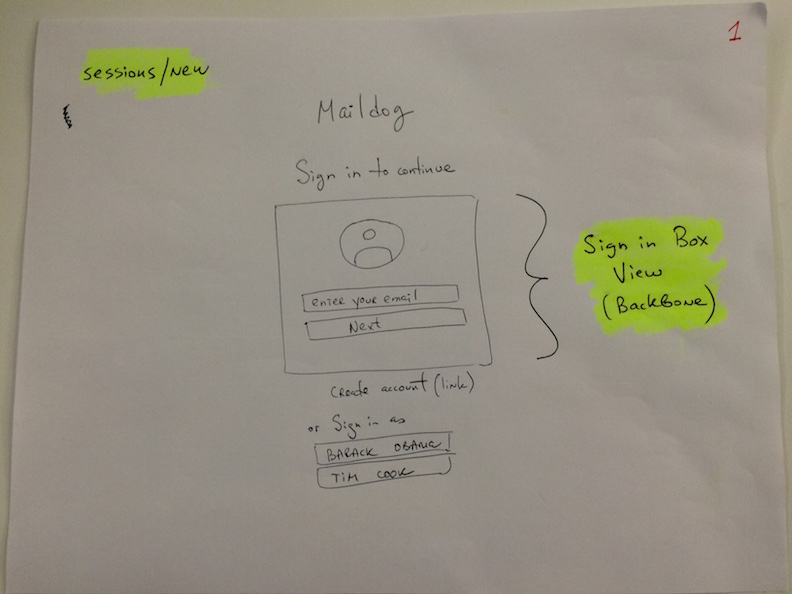 1
sessions/new
Maildog
Sign in to continue
enter your email
Next
Sign in Box
View
(Backbone)
create account (link)
or Sign in as
BARACK OBAMA
TIM COOK